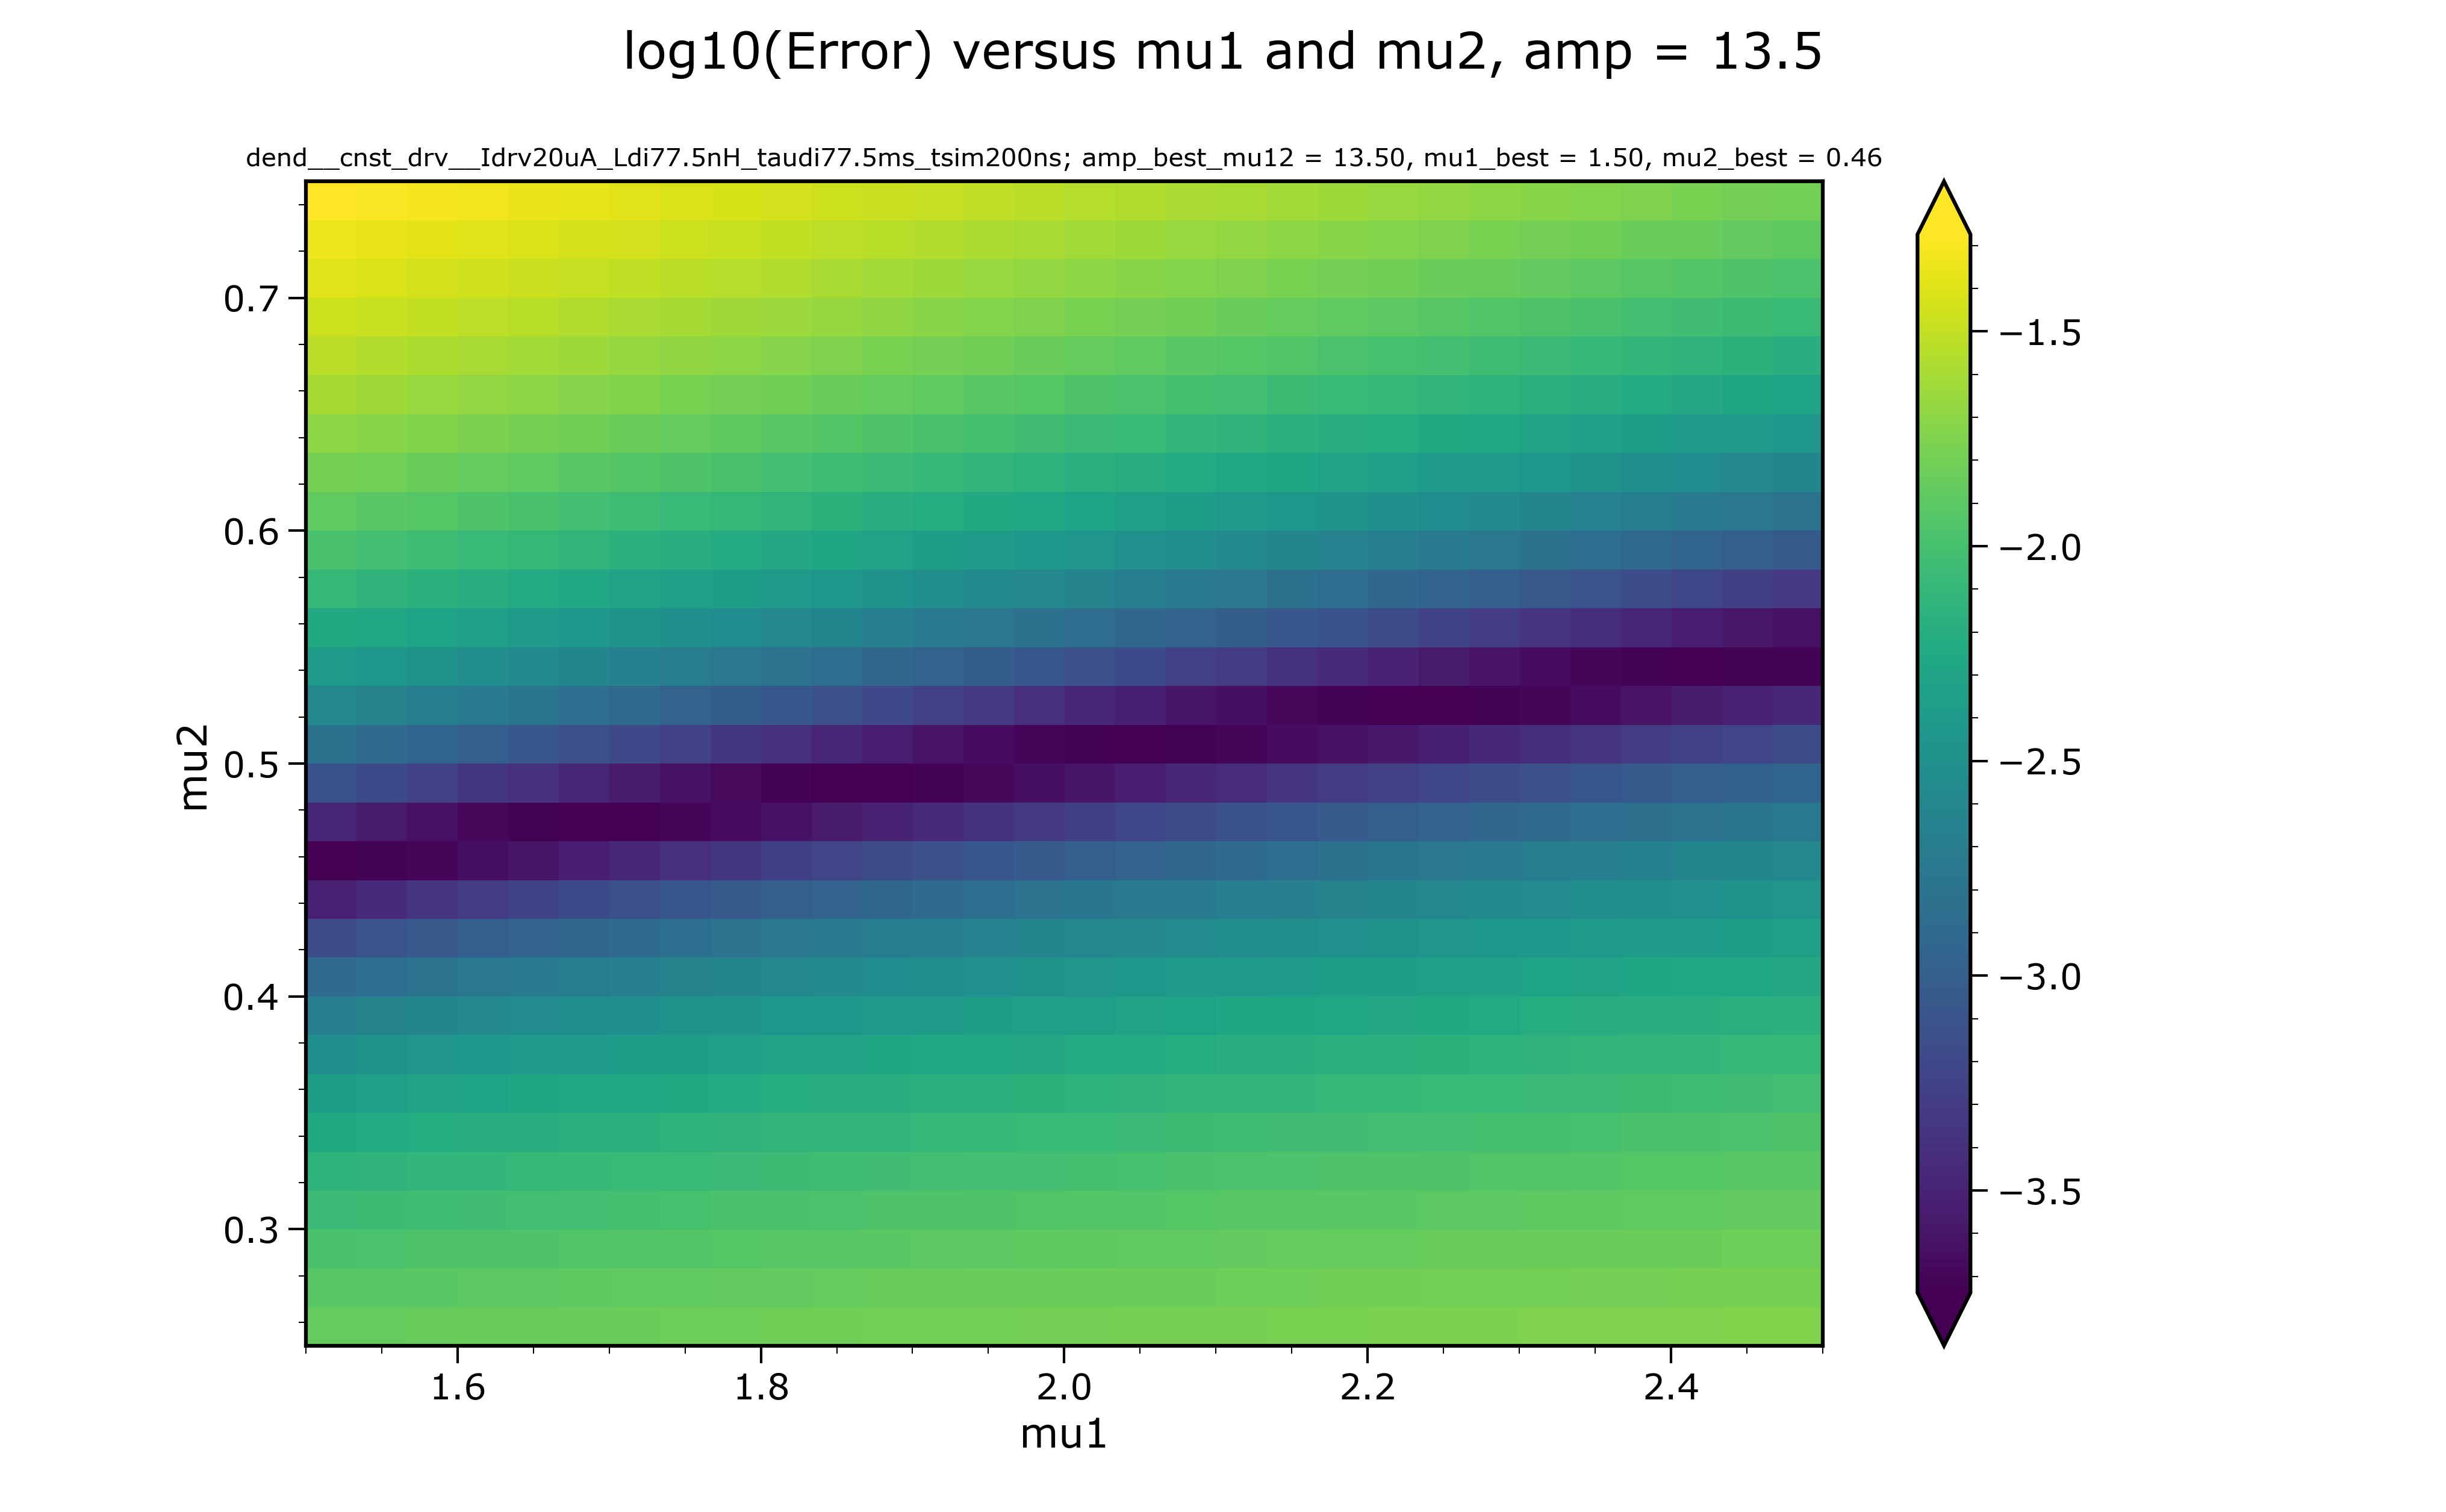 log10(Error) versus mu1 and mu2, amp = 13.5
dend__cnst_drv__Idrv20uA_Ldi77.5nH_taudi77.5ms_tsim200ns; amp_best_mu12 = 13.50, mu1_best = 1.50, mu2_best = 0.46
0.7
0.6
0.5
0.4
0.3
mu2
1.6 1.8 2.0 2.2 2.4
mu1
−1.5
−2.0
−2.5
−3.0
−3.5